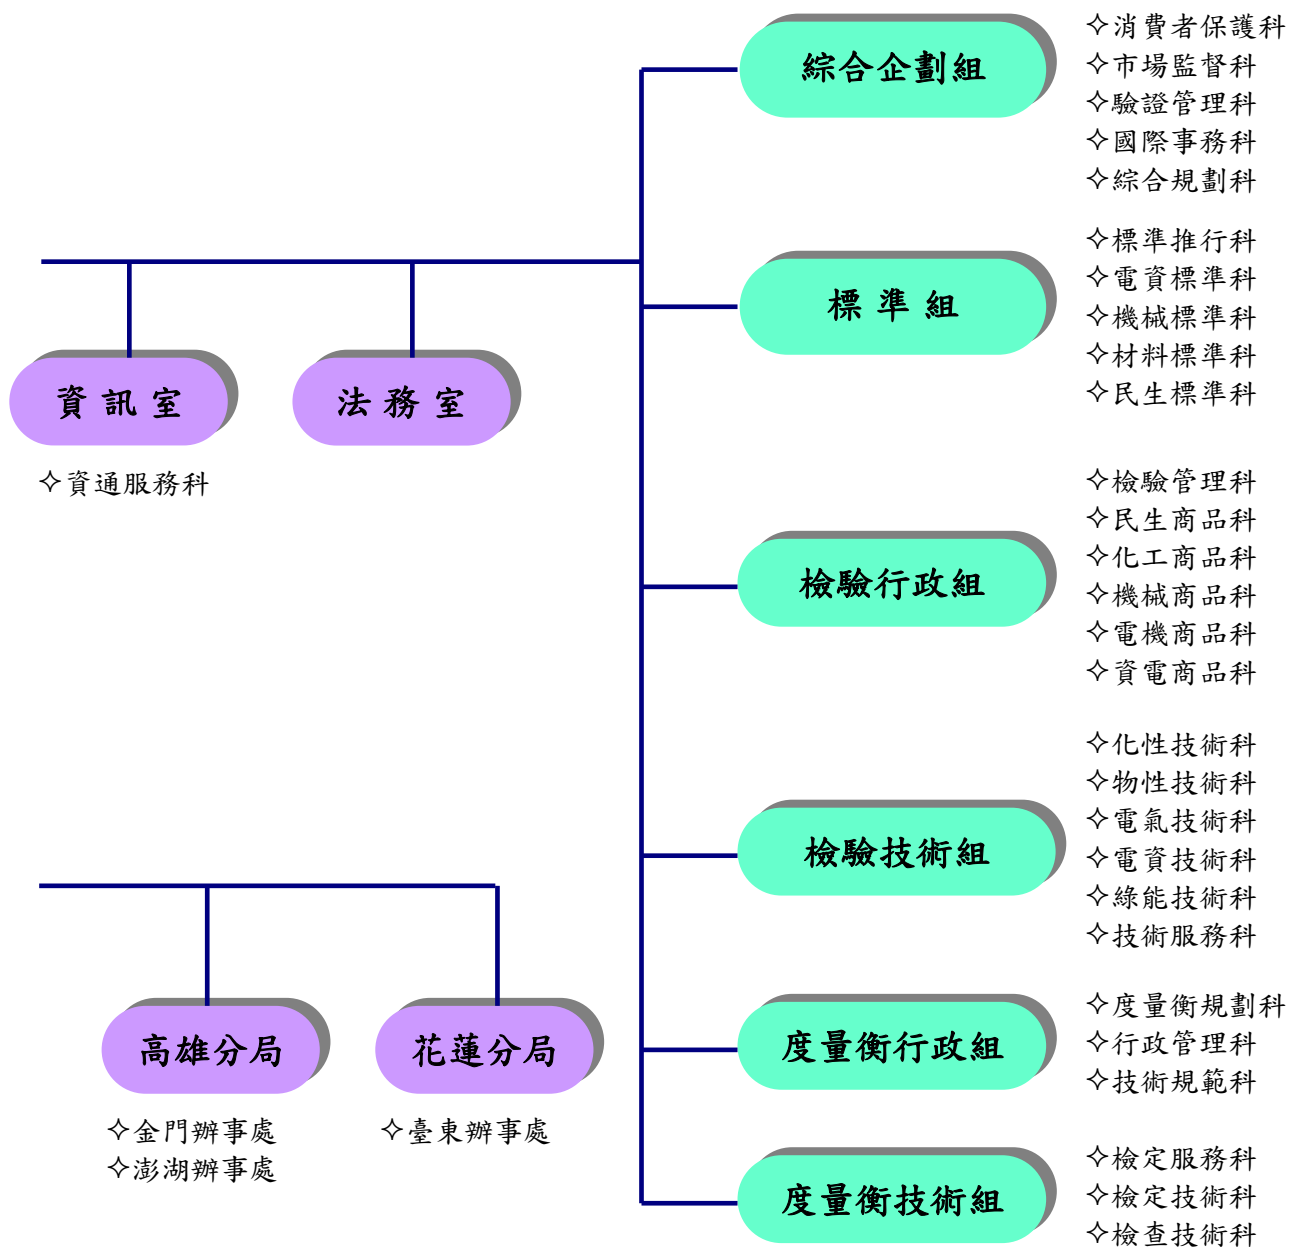 綜合企劃組
✧消費者保護科
✧市場監督科
✧驗證管理科
✧國際事務科
✧綜合規劃科
標準組
✧標準推行科
✧電資標準科
✧機械標準科
✧材料標準科
✧民生標準科
資訊室
✧資通服務科
法務室
檢驗行政組
✧檢驗管理科
✧民生商品科
✧化工商品科
✧機械商品科
✧電機商品科
✧資電商品科
檢驗技術組
✧化性技術科
✧物性技術科
✧電氣技術科
✧電資技術科
✧綠能技術科
✧技術服務科
高雄分局
✧金門辦事處
✧澎湖辦事處
花蓮分局
✧臺東辦事處
度量衡行政組
✧度量衡規劃科
✧行政管理科
✧技術規範科
度量衡技術組
✧檢定服務科
✧檢定技術科
✧檢查技術科